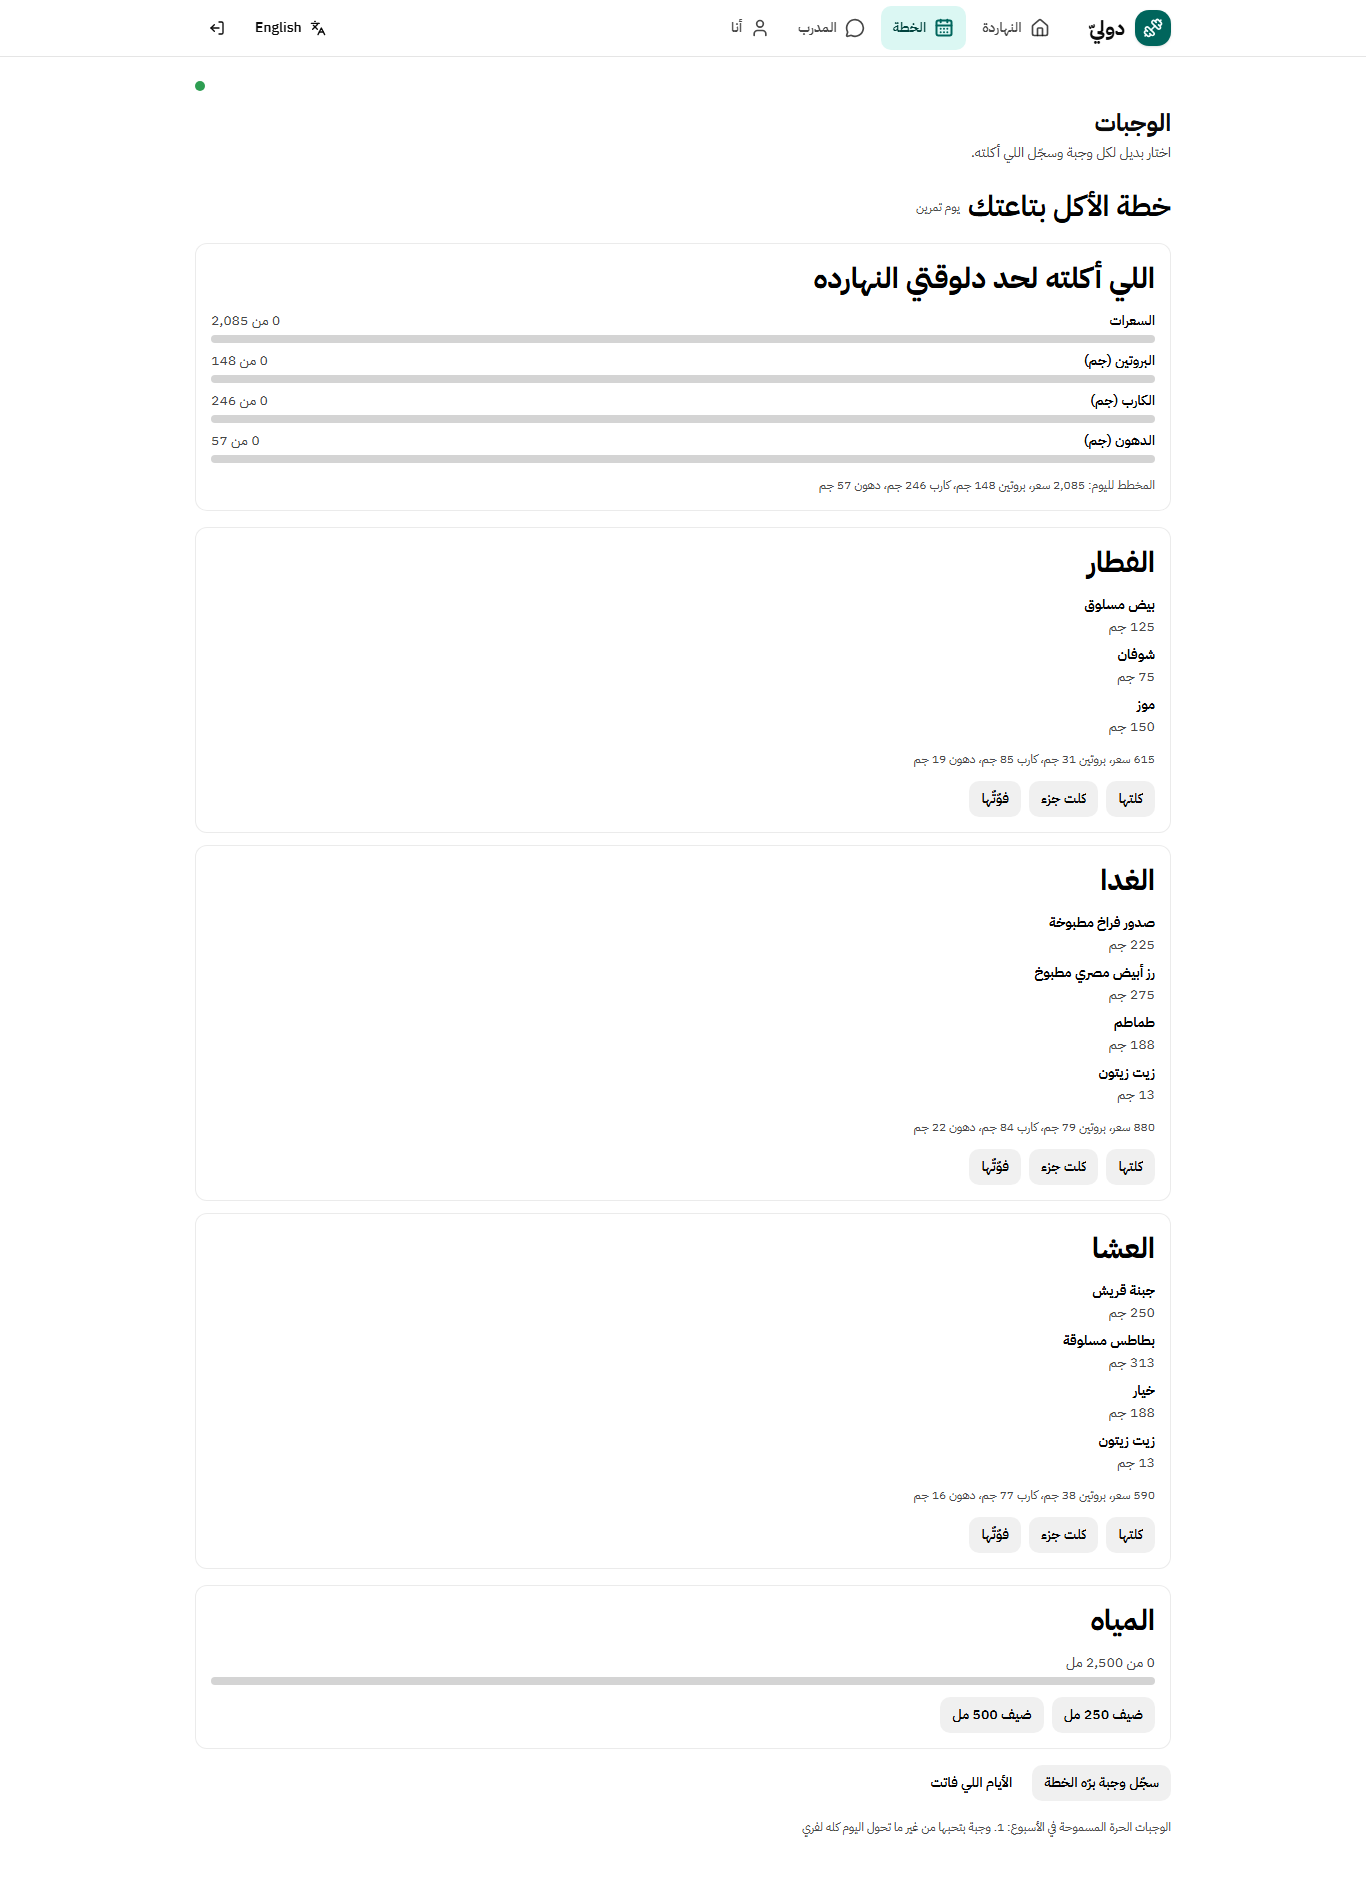 دوليّ
النهاردة
الخطة
المدرب
أنا
English
الوجبات
اختار بديل لكل وجبة وسجّل اللي أكلته.
خطة الأكل بتاعتك يوم تمرين
اللي أكلته لحد دلوقتي النهارده
السعرات 0 من 2,085
البروتين (جم) 0 من 148
الكارب (جم) 0 من 246
الدهون (جم) 0 من 57
المخطط لليوم: 2,085 سعر، بروتين 148 جم، كارب 246 جم، دهون 57 جم
الفطار
بيض مسلوق
125 جم
شوفان
75 جم
موز
150 جم
615 سعر، بروتين 31 جم، كارب 85 جم، دهون 19 جم
كلتها كلت جزء فوّتّها
الغدا
صدور فراخ مطبوخة
225 جم
رز أبيض مصري مطبوخ
275 جم
طماطم
188 جم
زيت زيتون
13 جم
880 سعر، بروتين 79 جم، كارب 84 جم، دهون 22 جم
كلتها كلت جزء فوّتّها
العشا
جبنة قريش
250 جم
بطاطس مسلوقة
313 جم
خيار
188 جم
زيت زيتون
13 جم
590 سعر، بروتين 38 جم، كارب 77 جم، دهون 16 جم
كلتها كلت جزء فوّتّها
المياه
0 من 2,500 مل
ضيف 250 مل ضيف 500 مل
سجّل وجبة برّه الخطة الأيام اللي فاتت
الوجبات الحرة المسموحة في الأسبوع: 1. وجبة بتحبها من غير ما تحول اليوم كله لفري